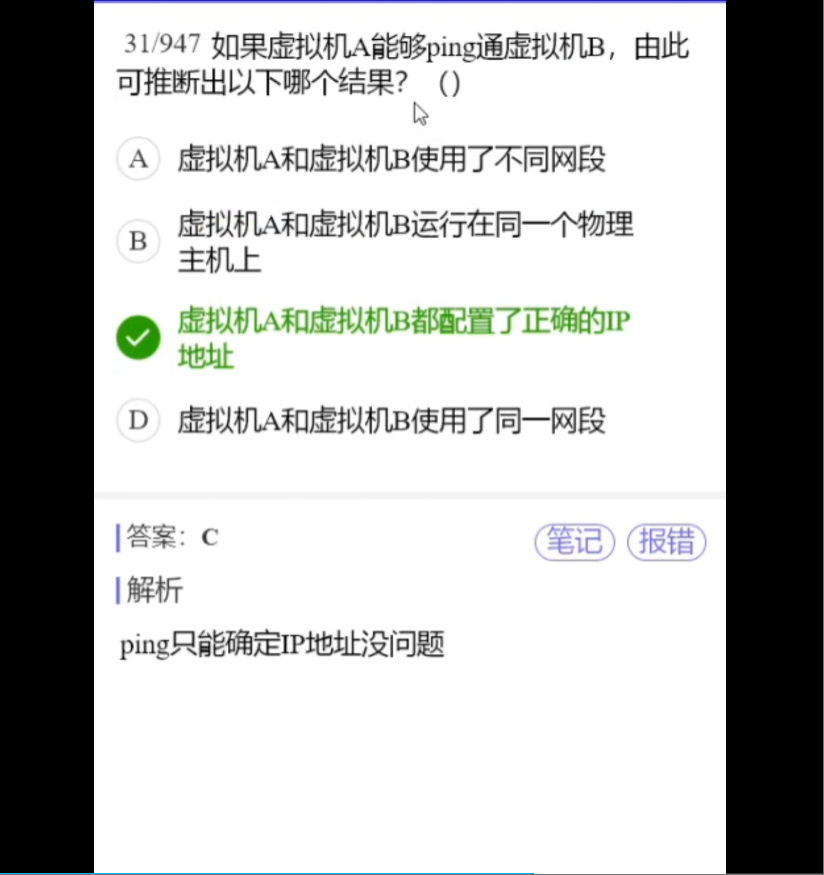 31/947 如果虚拟机A能够ping通虚拟机B，由此
可推断出以下哪个结果？（）
A 虚拟机A和虚拟机B使用了不同网段
B 虚拟机A和虚拟机B运行在同一个物理
主机上
虚拟机A和虚拟机B都配置了正确的IP
地址
D 虚拟机A和虚拟机B使用了同一网段
答案：C
笔记 报错
解析
ping只能确定IP地址没问题